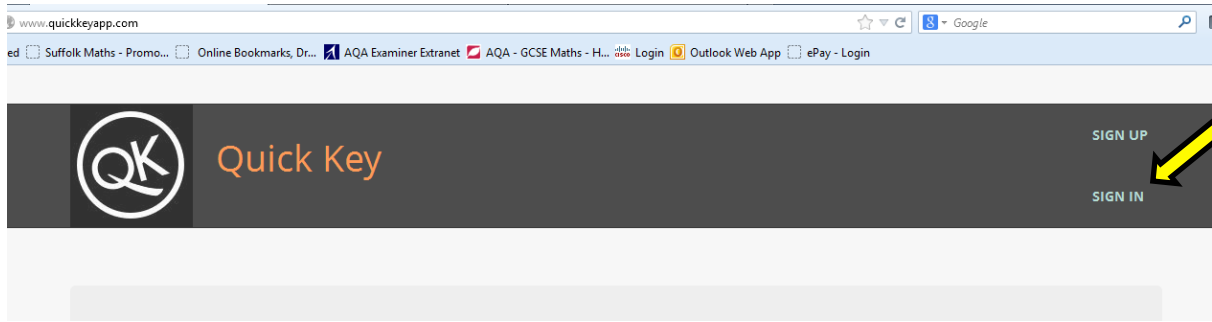 www.quickkeyapp.com
Google
ed Suffolk Maths - Promo... Online Bookmarks, Dr... AQA Examiner Extranet AQA - GCSE Maths - H... Login Outlook Web App ePay - Login
SIGN UP
QK Quick Key
SIGN IN